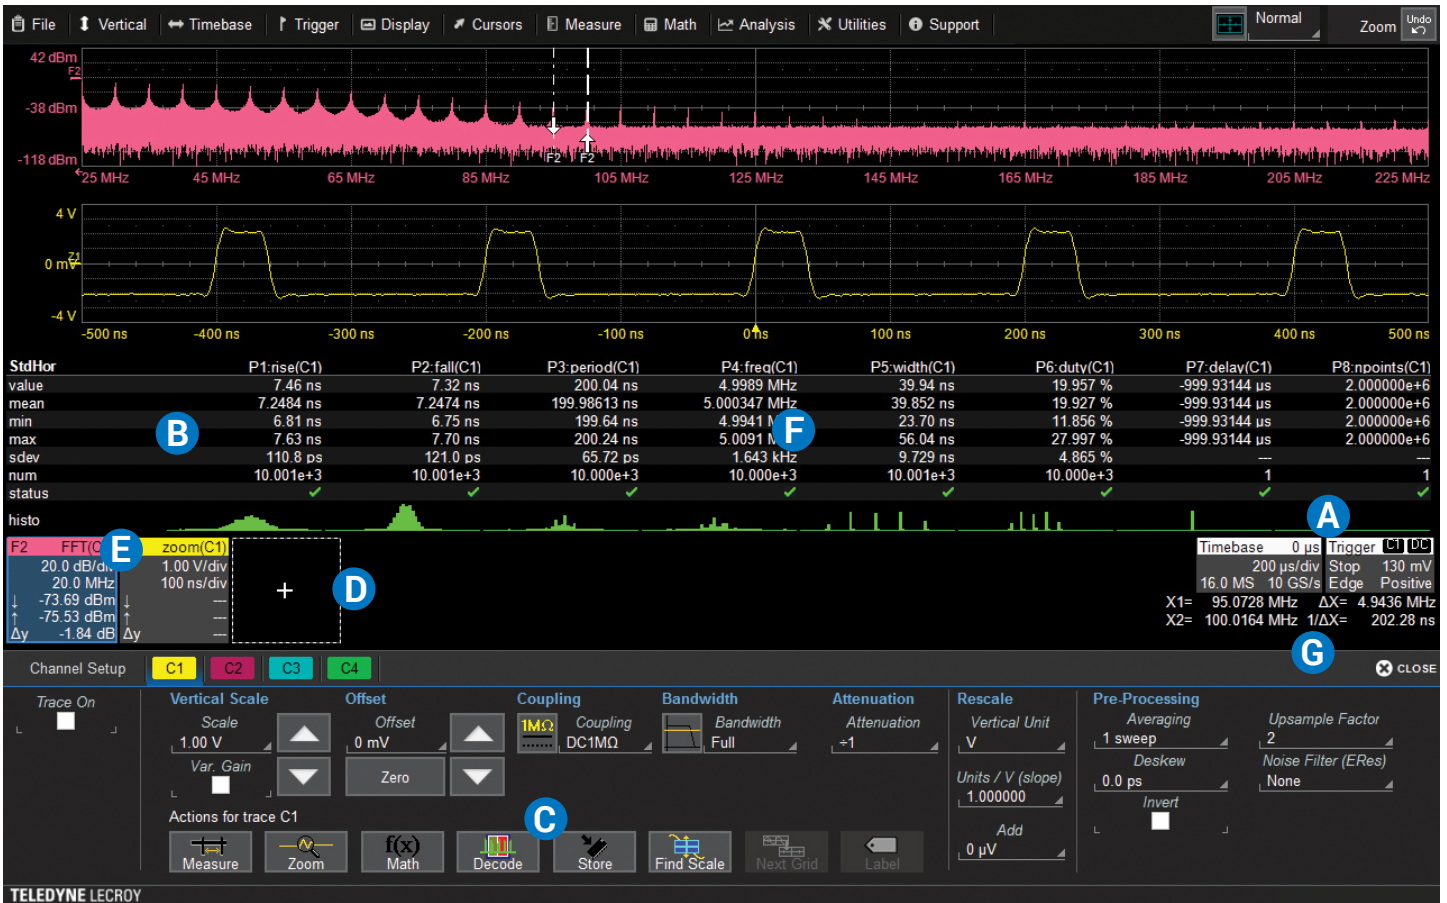 File Vertical Timebase Trigger Display Cursors Measure Math Analysis Utilities Support Normal Zoom Undo
42 dBm
F2
-38 dBm
-118 dBm
F2 F2
25 MHz 45 MHz 65 MHz 85 MHz 105 MHz 125 MHz 145 MHz 165 MHz 185 MHz 205 MHz 225 MHz
4 V
0 mV Z1
-4 V
-500 ns -400 ns -300 ns -200 ns -100 ns 0 ns 100 ns 200 ns 300 ns 400 ns 500 ns
StdHor P1:rise(C1) P2:fall(C1) P3:period(C1) P4:freq(C1) P5:width(C1) P6:duty(C1) P7:delay(C1) P8:npoints(C1)
value 7.46 ns 7.32 ns 200.04 ns 4.9989 MHz 39.94 ns 19.957 % -999.93144 µs 2.000000e+6
mean 7.2484 ns 7.2474 ns 199.98613 ns 5.000347 MHz 39.852 ns 19.927 % -999.93144 µs 2.000000e+6
min 6.81 ns 6.75 ns 199.64 ns 4.9941 23.70 ns 11.856 % -999.93144 µs 2.000000e+6
max 7.63 ns 7.70 ns 200.24 ns 5.0091 56.04 ns 27.997 % -999.93144 µs 2.000000e+6
B F
sdev 110.8 ps 121.0 ps 65.72 ps 1.643 kHz 9.729 ns 4.865 % --- ---
num 10.001e+3 10.001e+3 10.000e+3 10.000e+3 10.001e+3 10.000e+3 1 1
status
histo
A
F2 FFT(C E zoom(C1) Timebase 0 µs Trigger C1 DC
20.0 dB/div 1.00 V/div 200 µs/div Stop 130 mV
20.0 MHz 100 ns/div 16.0 MS 10 GS/s Edge Positive
+ D
↓ -73.69 dBm ↓ --- X1= 95.0728 MHz ΔX= 4.9436 MHz
↑ -75.53 dBm ↑ --- X2= 100.0164 MHz 1/ΔX= 202.28 ns
Δy -1.84 dB Δy ---
G
Channel Setup C1 C2 C3 C4 CLOSE
Trace On
Vertical Scale Offset Coupling Bandwidth Attenuation Rescale Pre-Processing
Scale Offset 1MΩ Coupling Bandwidth Attenuation Vertical Unit Averaging Upsample Factor
1.00 V 0 mV DC1MΩ Full ÷1 V 1 sweep 2
Var. Gain Zero Units / V (slope) Deskew Noise Filter (ERes)
1.000000 0.0 ps None
Invert
Actions for trace C1 C
Add
0 µV
f(x)
Measure Zoom Math Decode Store Find Scale Next Grid Label
TELEDYNE LECROY